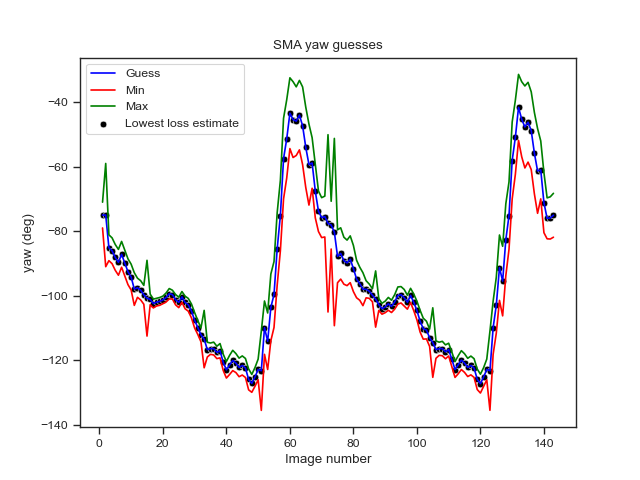 SMA yaw guesses
Guess
Min
Max
Lowest loss estimate
yaw (deg)
−40
−60
−80
−100
−120
−140
0 20 40 60 80 100 120 140
Image number